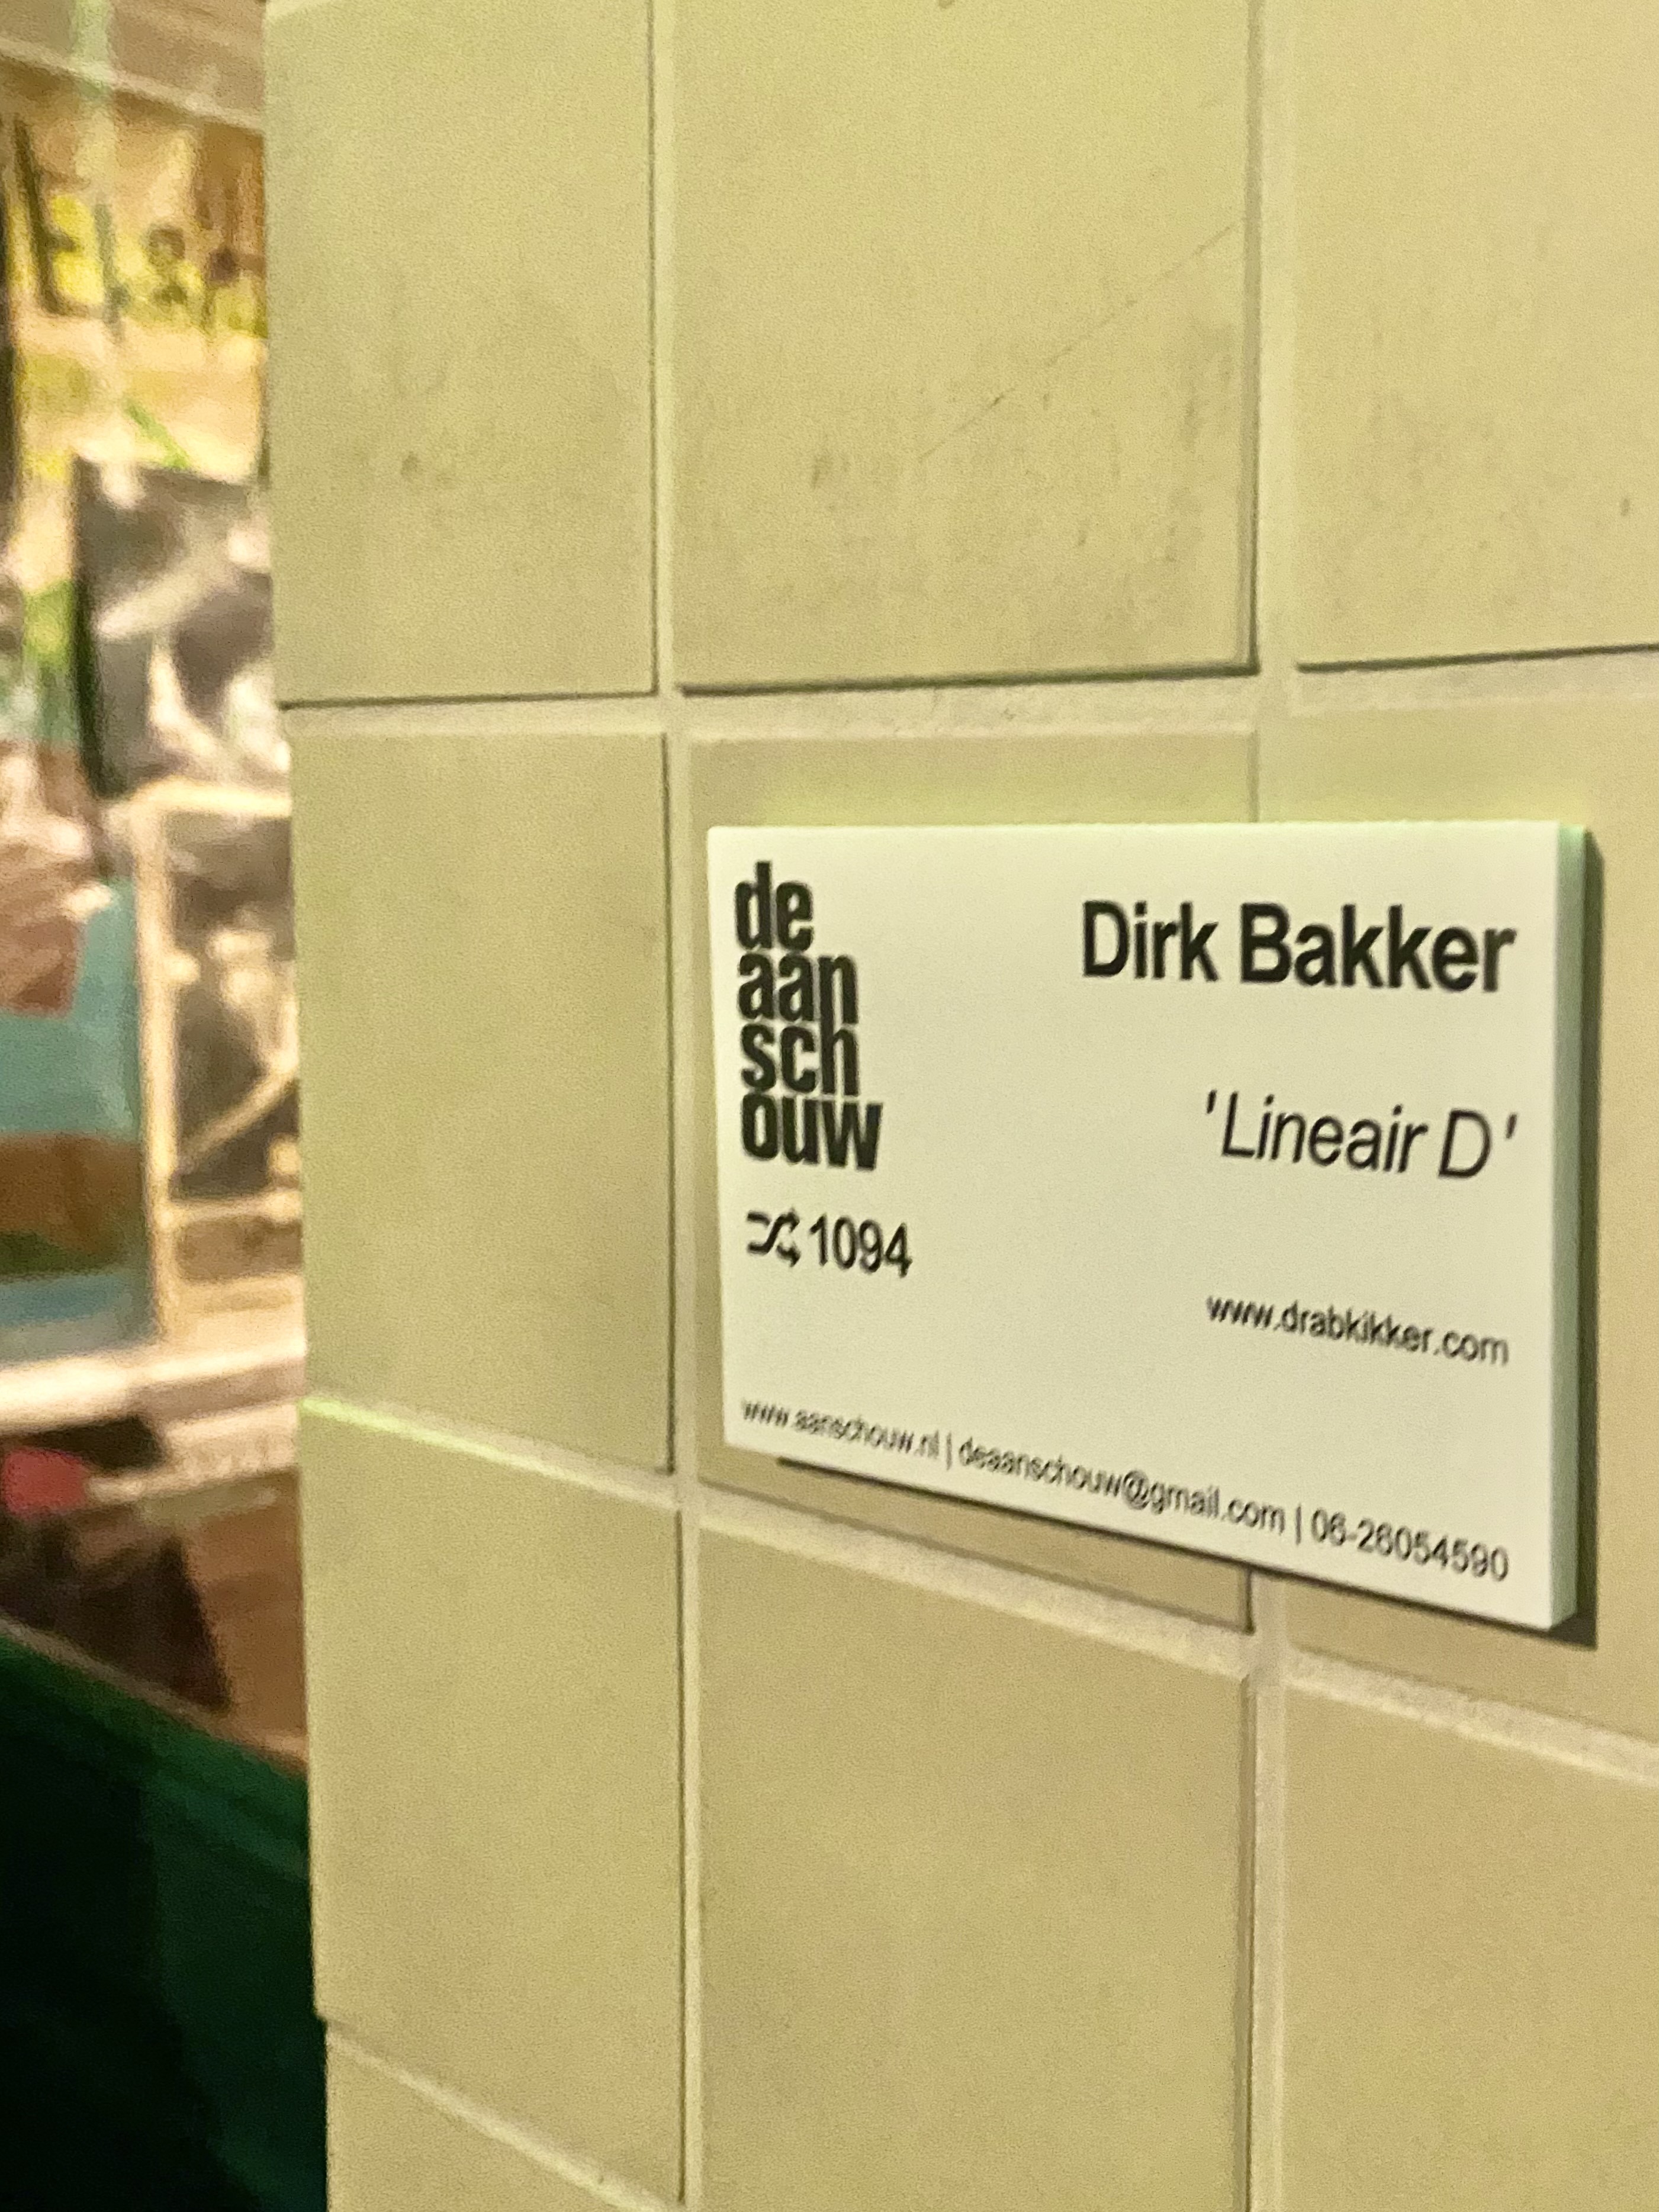 de
aan
sch
ouw
1094
Dirk Bakker
'Lineair D'
www.drabkikker.com
www.aanschouw.nl | deaanschouw@gmail.com | 06-26054590